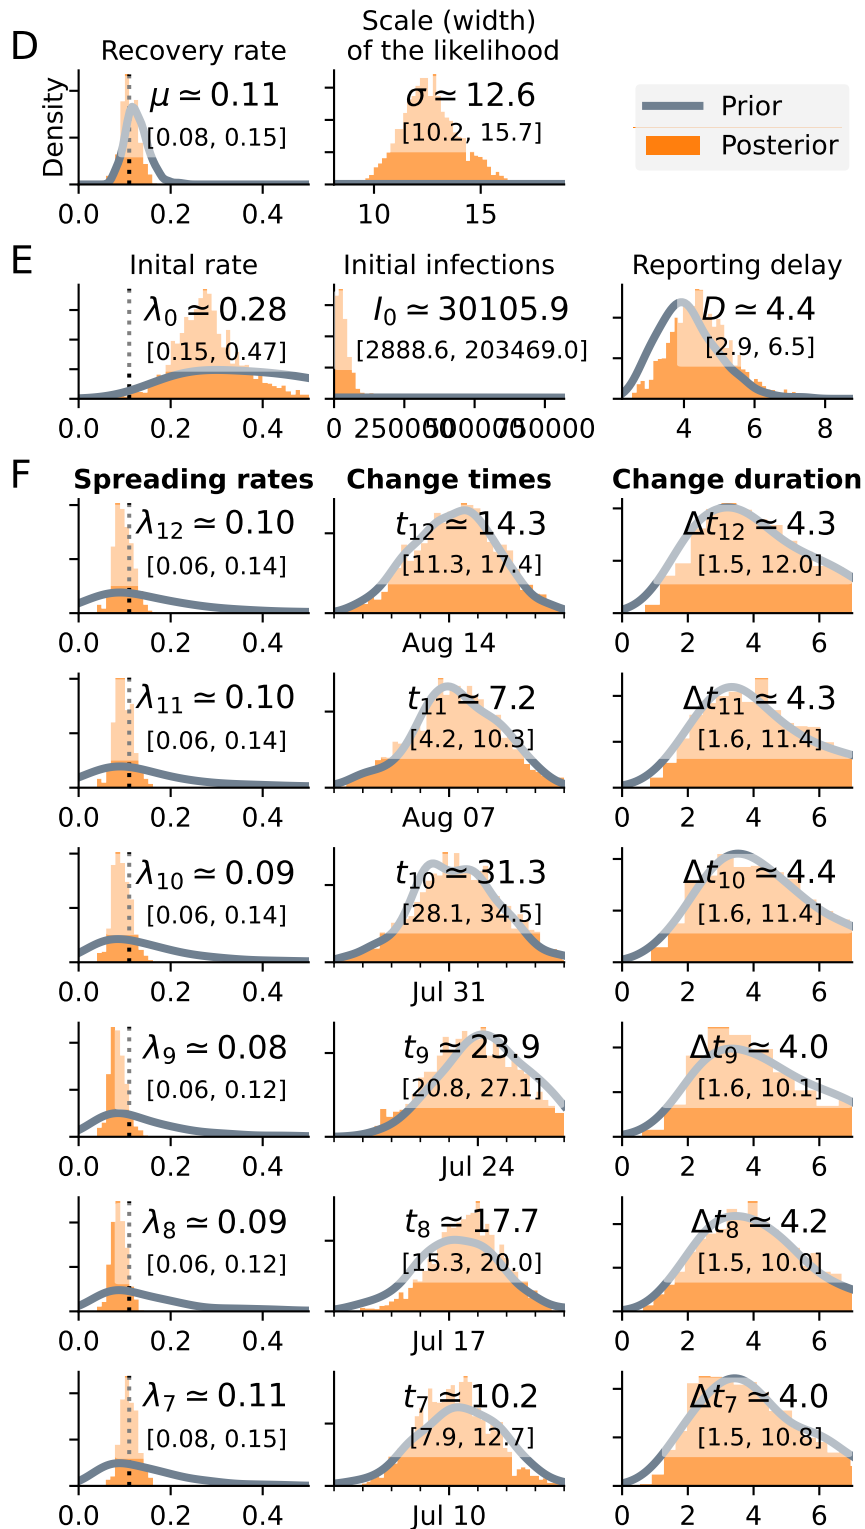 D
Recovery rate
Scale (width)
of the likelihood
Density
μ ≃ 0.11
[0.08, 0.15]
0.0 0.2 0.4
σ ≃ 12.6
[10.2, 15.7]
10 15
Prior
Posterior
E
Inital rate
λ0 ≃ 0.28
[0.15, 0.47]
0.0 0.2 0.4
Initial infections
I0 ≃ 30105.9
[2888.6, 203469.0]
0 250000 500000 750000
Reporting delay
D ≃ 4.4
[2.9, 6.5]
4 6 8
F
Spreading rates Change times Change duration
λ12 ≃ 0.10 t12 ≃ 14.3 Δt12 ≃ 4.3
[0.06, 0.14] [11.3, 17.4] [1.5, 12.0]
0.0 0.2 0.4 Aug 14 0 2 4 6
λ11 ≃ 0.10 t11 ≃ 7.2 Δt11 ≃ 4.3
[0.06, 0.14] [4.2, 10.3] [1.6, 11.4]
0.0 0.2 0.4 Aug 07 0 2 4 6
λ10 ≃ 0.09 t10 ≃ 31.3 Δt10 ≃ 4.4
[0.06, 0.14] [28.1, 34.5] [1.6, 11.4]
0.0 0.2 0.4 Jul 31 0 2 4 6
λ9 ≃ 0.08 t9 ≃ 23.9 Δt9 ≃ 4.0
[0.06, 0.12] [20.8, 27.1] [1.6, 10.1]
0.0 0.2 0.4 Jul 24 0 2 4 6
λ8 ≃ 0.09 t8 ≃ 17.7 Δt8 ≃ 4.2
[0.06, 0.12] [15.3, 20.0] [1.5, 10.0]
0.0 0.2 0.4 Jul 17 0 2 4 6
λ7 ≃ 0.11 t7 ≃ 10.2 Δt7 ≃ 4.0
[0.08, 0.15] [7.9, 12.7] [1.5, 10.8]
0.0 0.2 0.4 Jul 10 0 2 4 6